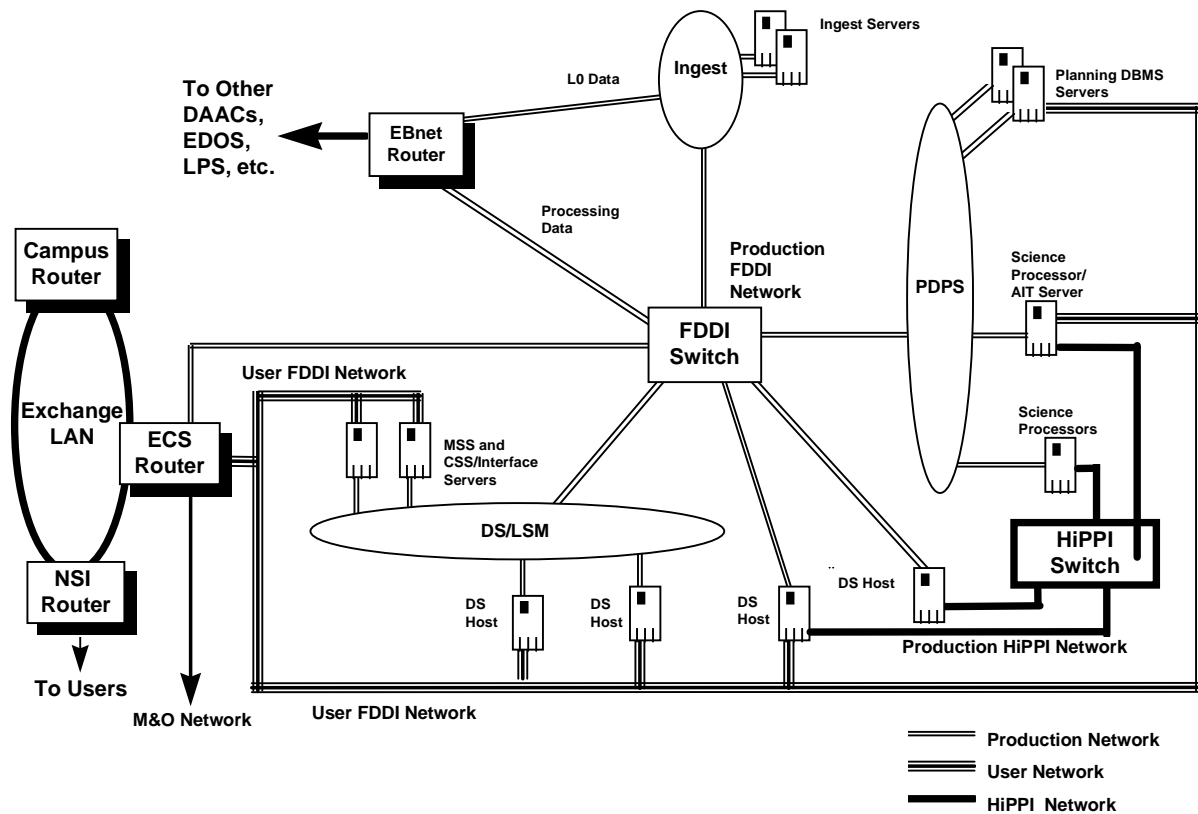 Ingest Servers
Ingest
L0 Data
Planning DBMS
Servers
To Other
DAACs,
EDOS,
LPS, etc.
EBnet
Router
Processing
Data
Production
FDDI
Network
Campus
Router
PDPS
Science
Processor/
AIT Server
FDDI
Switch
User FDDI Network
Exchange
LAN
ECS
Router
MSS and
CSS/Interface
Servers
Science
Processors
DS/LSM
HiPPI
Switch
NSI
Router
DS
Host
DS
Host
DS
Host
¨ DS Host
Production HiPPI Network
To Users
M&O Network
User FDDI Network
Production Network
User Network
HiPPI Network